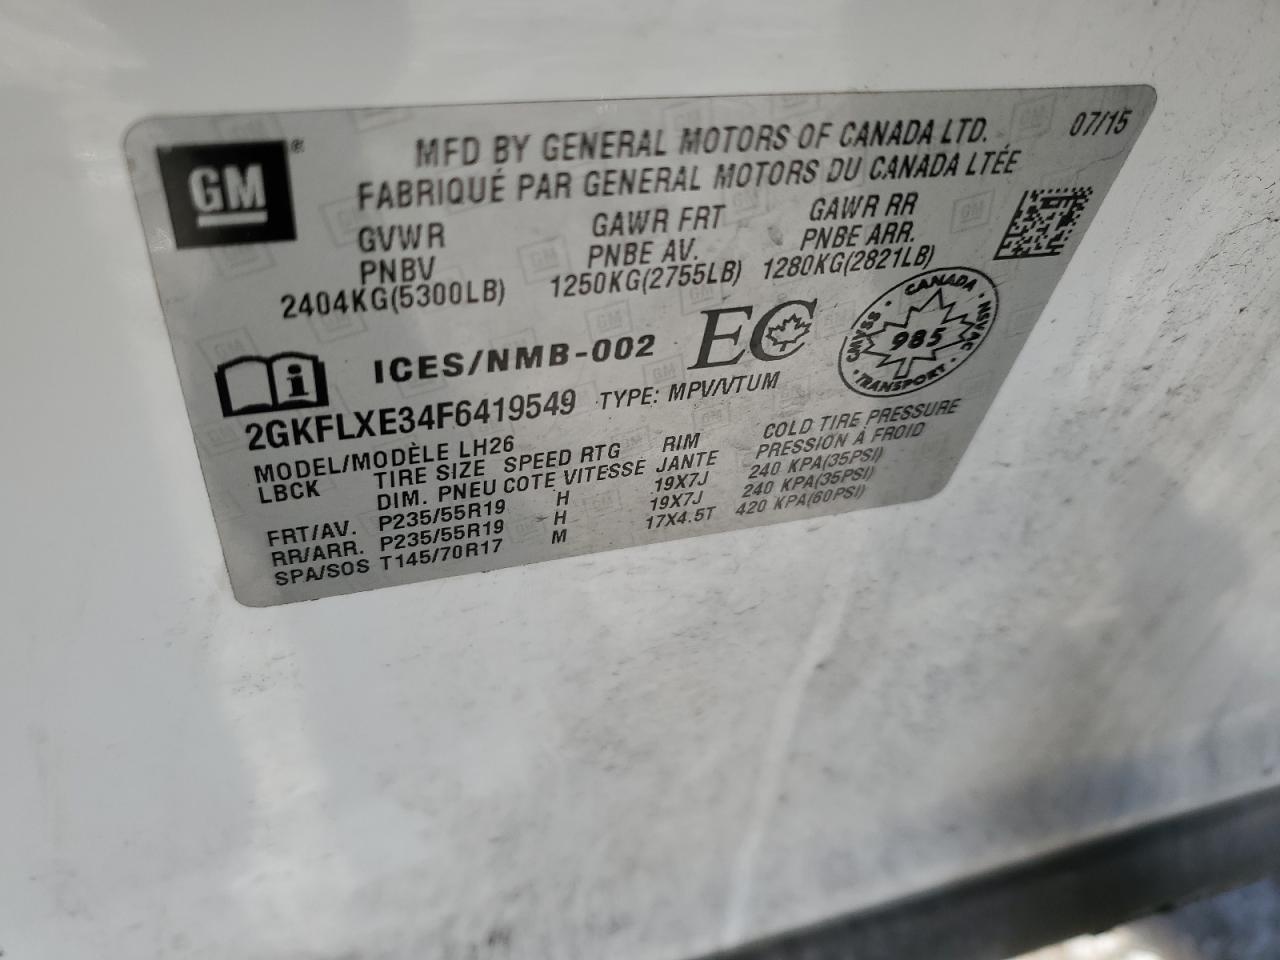 GM ®
MFD BY GENERAL MOTORS OF CANADA LTD. 07/15
FABRIQUÉ PAR GENERAL MOTORS DU CANADA LTÉE
GVWR GAWR FRT GAWR RR
PNBV PNBE AV. PNBE ARR.
2404KG(5300LB) 1250KG(2755LB) 1280KG(2821LB)
i ICES/NMB-002 EC
CANADA · NSVAC · TRANSPORT · CMVSS ·
985
2GKFLXE34F6419549 TYPE: MPV/VTUM
MODEL/MODÈLE LH26
LBCK TIRE SIZE SPEED RTG RIM COLD TIRE PRESSURE
DIM. PNEU COTE VITESSE JANTE PRESSION À FROID
FRT/AV. P235/55R19 H 19X7J 240 KPA(35PSI)
RR/ARR. P235/55R19 H 19X7J 240 KPA(35PSI)
SPA/SOS T145/70R17 M 17X4.5T 420 KPA(60PSI)